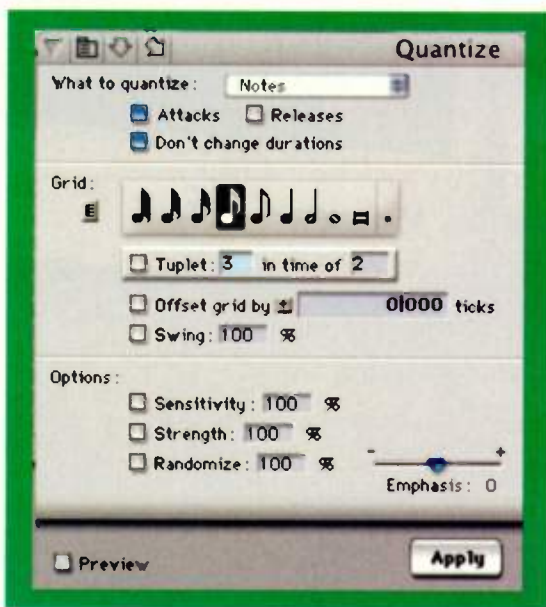 Quantize
What to quantize: Notes
Attacks Releases
Don't change durations
Grid:
Tuplet: 3 in time of 2
Offset grid by 0|000 ticks
Swing: 100 %
Options:
Sensitivity: 100 %
Strength: 100 %
Randomize: 100 %
- +
Emphasis: 0
Preview Apply